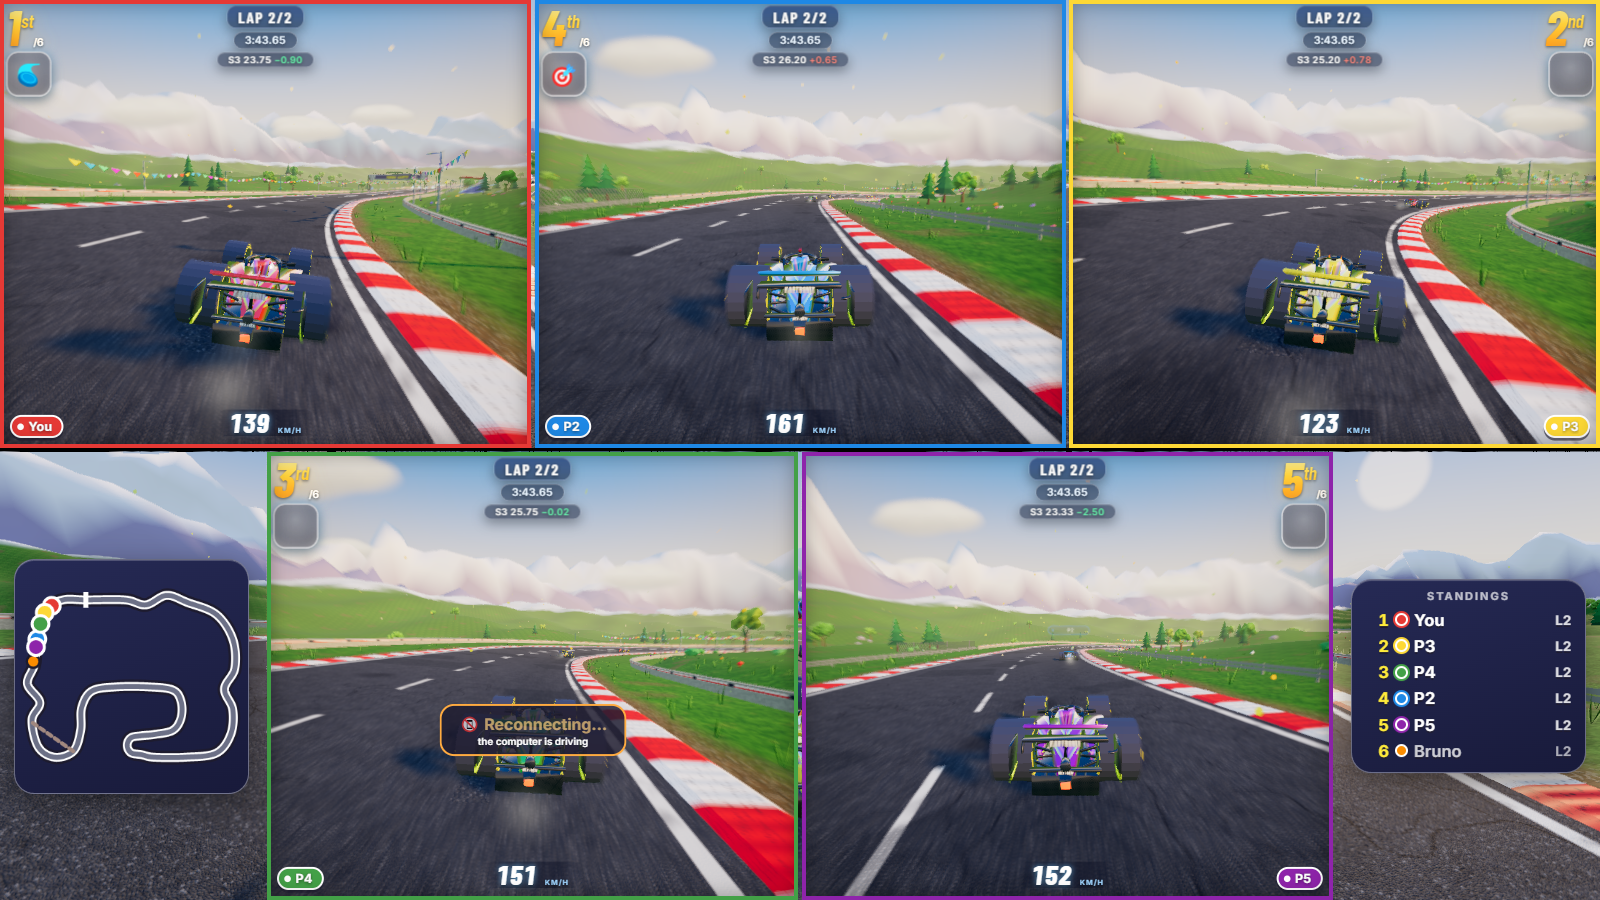 1st /6
LAP 2/2
3:43.65
S3 23.75 -0.90
139 KM/H
You
4th /6
LAP 2/2
3:43.65
S3 26.20 +0.65
161 KM/H
P2
2nd /6
LAP 2/2
3:43.65
S3 25.20 +0.78
123 KM/H
P3
3rd /6
LAP 2/2
3:43.65
S3 25.75 -0.02
Reconnecting...
the computer is driving
151 KM/H
P4
5th /6
LAP 2/2
3:43.65
S3 23.33 -2.50
152 KM/H
P5
STANDINGS
1 You L2
2 P3 L2
3 P4 L2
4 P2 L2
5 P5 L2
6 Bruno L2